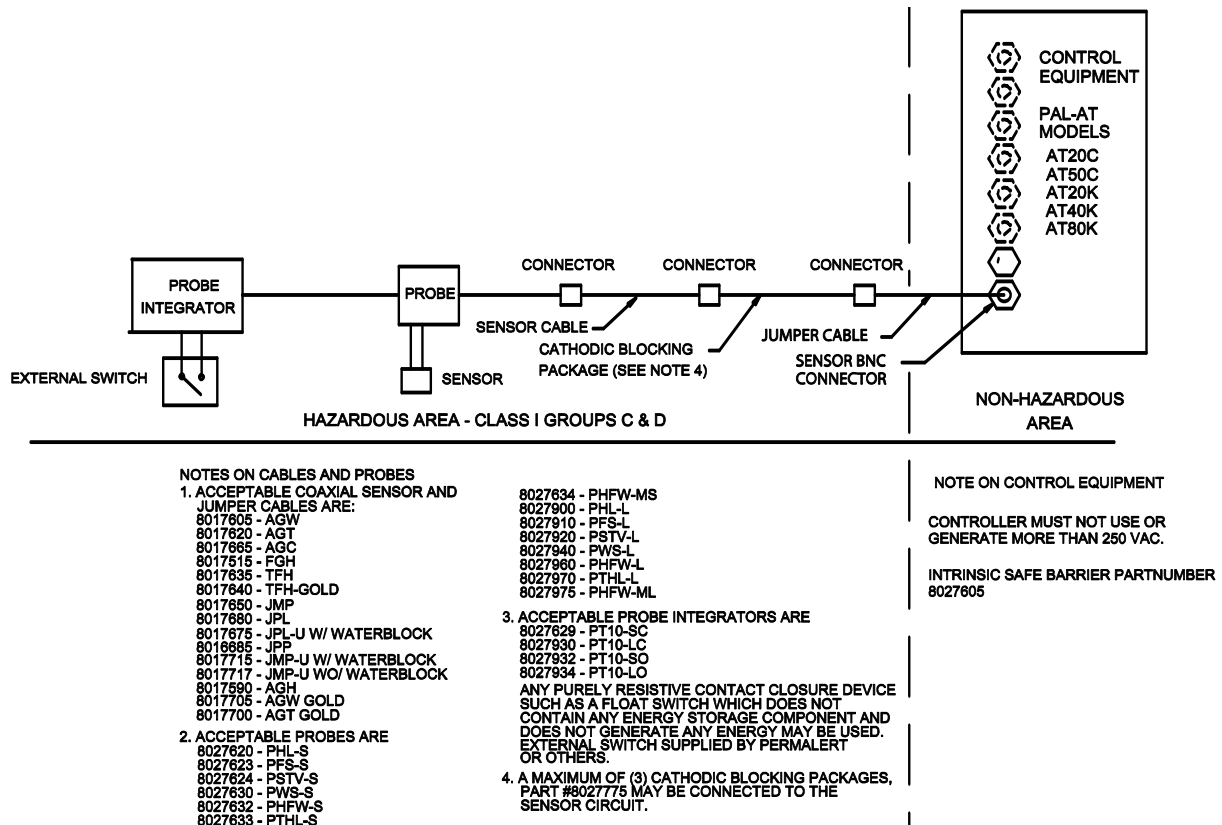 CONTROL
EQUIPMENT
PAL-AT
MODELS
AT20C
AT50C
AT20K
AT40K
AT80K
CONNECTOR
CONNECTOR
CONNECTOR
PROBE
INTEGRATOR
PROBE
SENSOR CABLE
CATHODIC BLOCKING
PACKAGE (SEE NOTE 4)
JUMPER CABLE
SENSOR BNC
CONNECTOR
EXTERNAL SWITCH
SENSOR
HAZARDOUS AREA - CLASS I GROUPS C & D
NON-HAZARDOUS
AREA
NOTES ON CABLES AND PROBES
1. ACCEPTABLE COAXIAL SENSOR AND
JUMPER CABLES ARE:
8017605 - AGW
8017620 - AGT
8017665 - AGC
8017515 - FGH
8017635 - TFH
8017640 - TFH-GOLD
8017650 - JMP
8017680 - JPL
8017675 - JPL-U W/ WATERBLOCK
8016685 - JPP
8017715 - JMP-U W/ WATERBLOCK
8017717 - JMP-U WO/ WATERBLOCK
8017590 - AGH
8017705 - AGW GOLD
8017700 - AGT GOLD
2. ACCEPTABLE PROBES ARE
8027620 - PHL-S
8027623 - PFS-S
8027624 - PSTV-S
8027630 - PWS-S
8027632 - PHFW-S
8027633 - PTHL-S
8027634 - PHFW-MS
8027900 - PHL-L
8027910 - PFS-L
8027920 - PSTV-L
8027940 - PWS-L
8027960 - PHFW-L
8027970 - PTHL-L
8027975 - PHFW-ML
3. ACCEPTABLE PROBE INTEGRATORS ARE
8027629 - PT10-SC
8027930 - PT10-LC
8027932 - PT10-SO
8027934 - PT10-LO
ANY PURELY RESISTIVE CONTACT CLOSURE DEVICE
SUCH AS A FLOAT SWITCH WHICH DOES NOT
CONTAIN ANY ENERGY STORAGE COMPONENT AND
DOES NOT GENERATE ANY ENERGY MAY BE USED.
EXTERNAL SWITCH SUPPLIED BY PERMALERT
OR OTHERS.
4. A MAXIMUM OF (3) CATHODIC BLOCKING PACKAGES,
PART #8027775 MAY BE CONNECTED TO THE
SENSOR CIRCUIT.
NOTE ON CONTROL EQUIPMENT
CONTROLLER MUST NOT USE OR
GENERATE MORE THAN 250 VAC.
INTRINSIC SAFE BARRIER PARTNUMBER
8027605